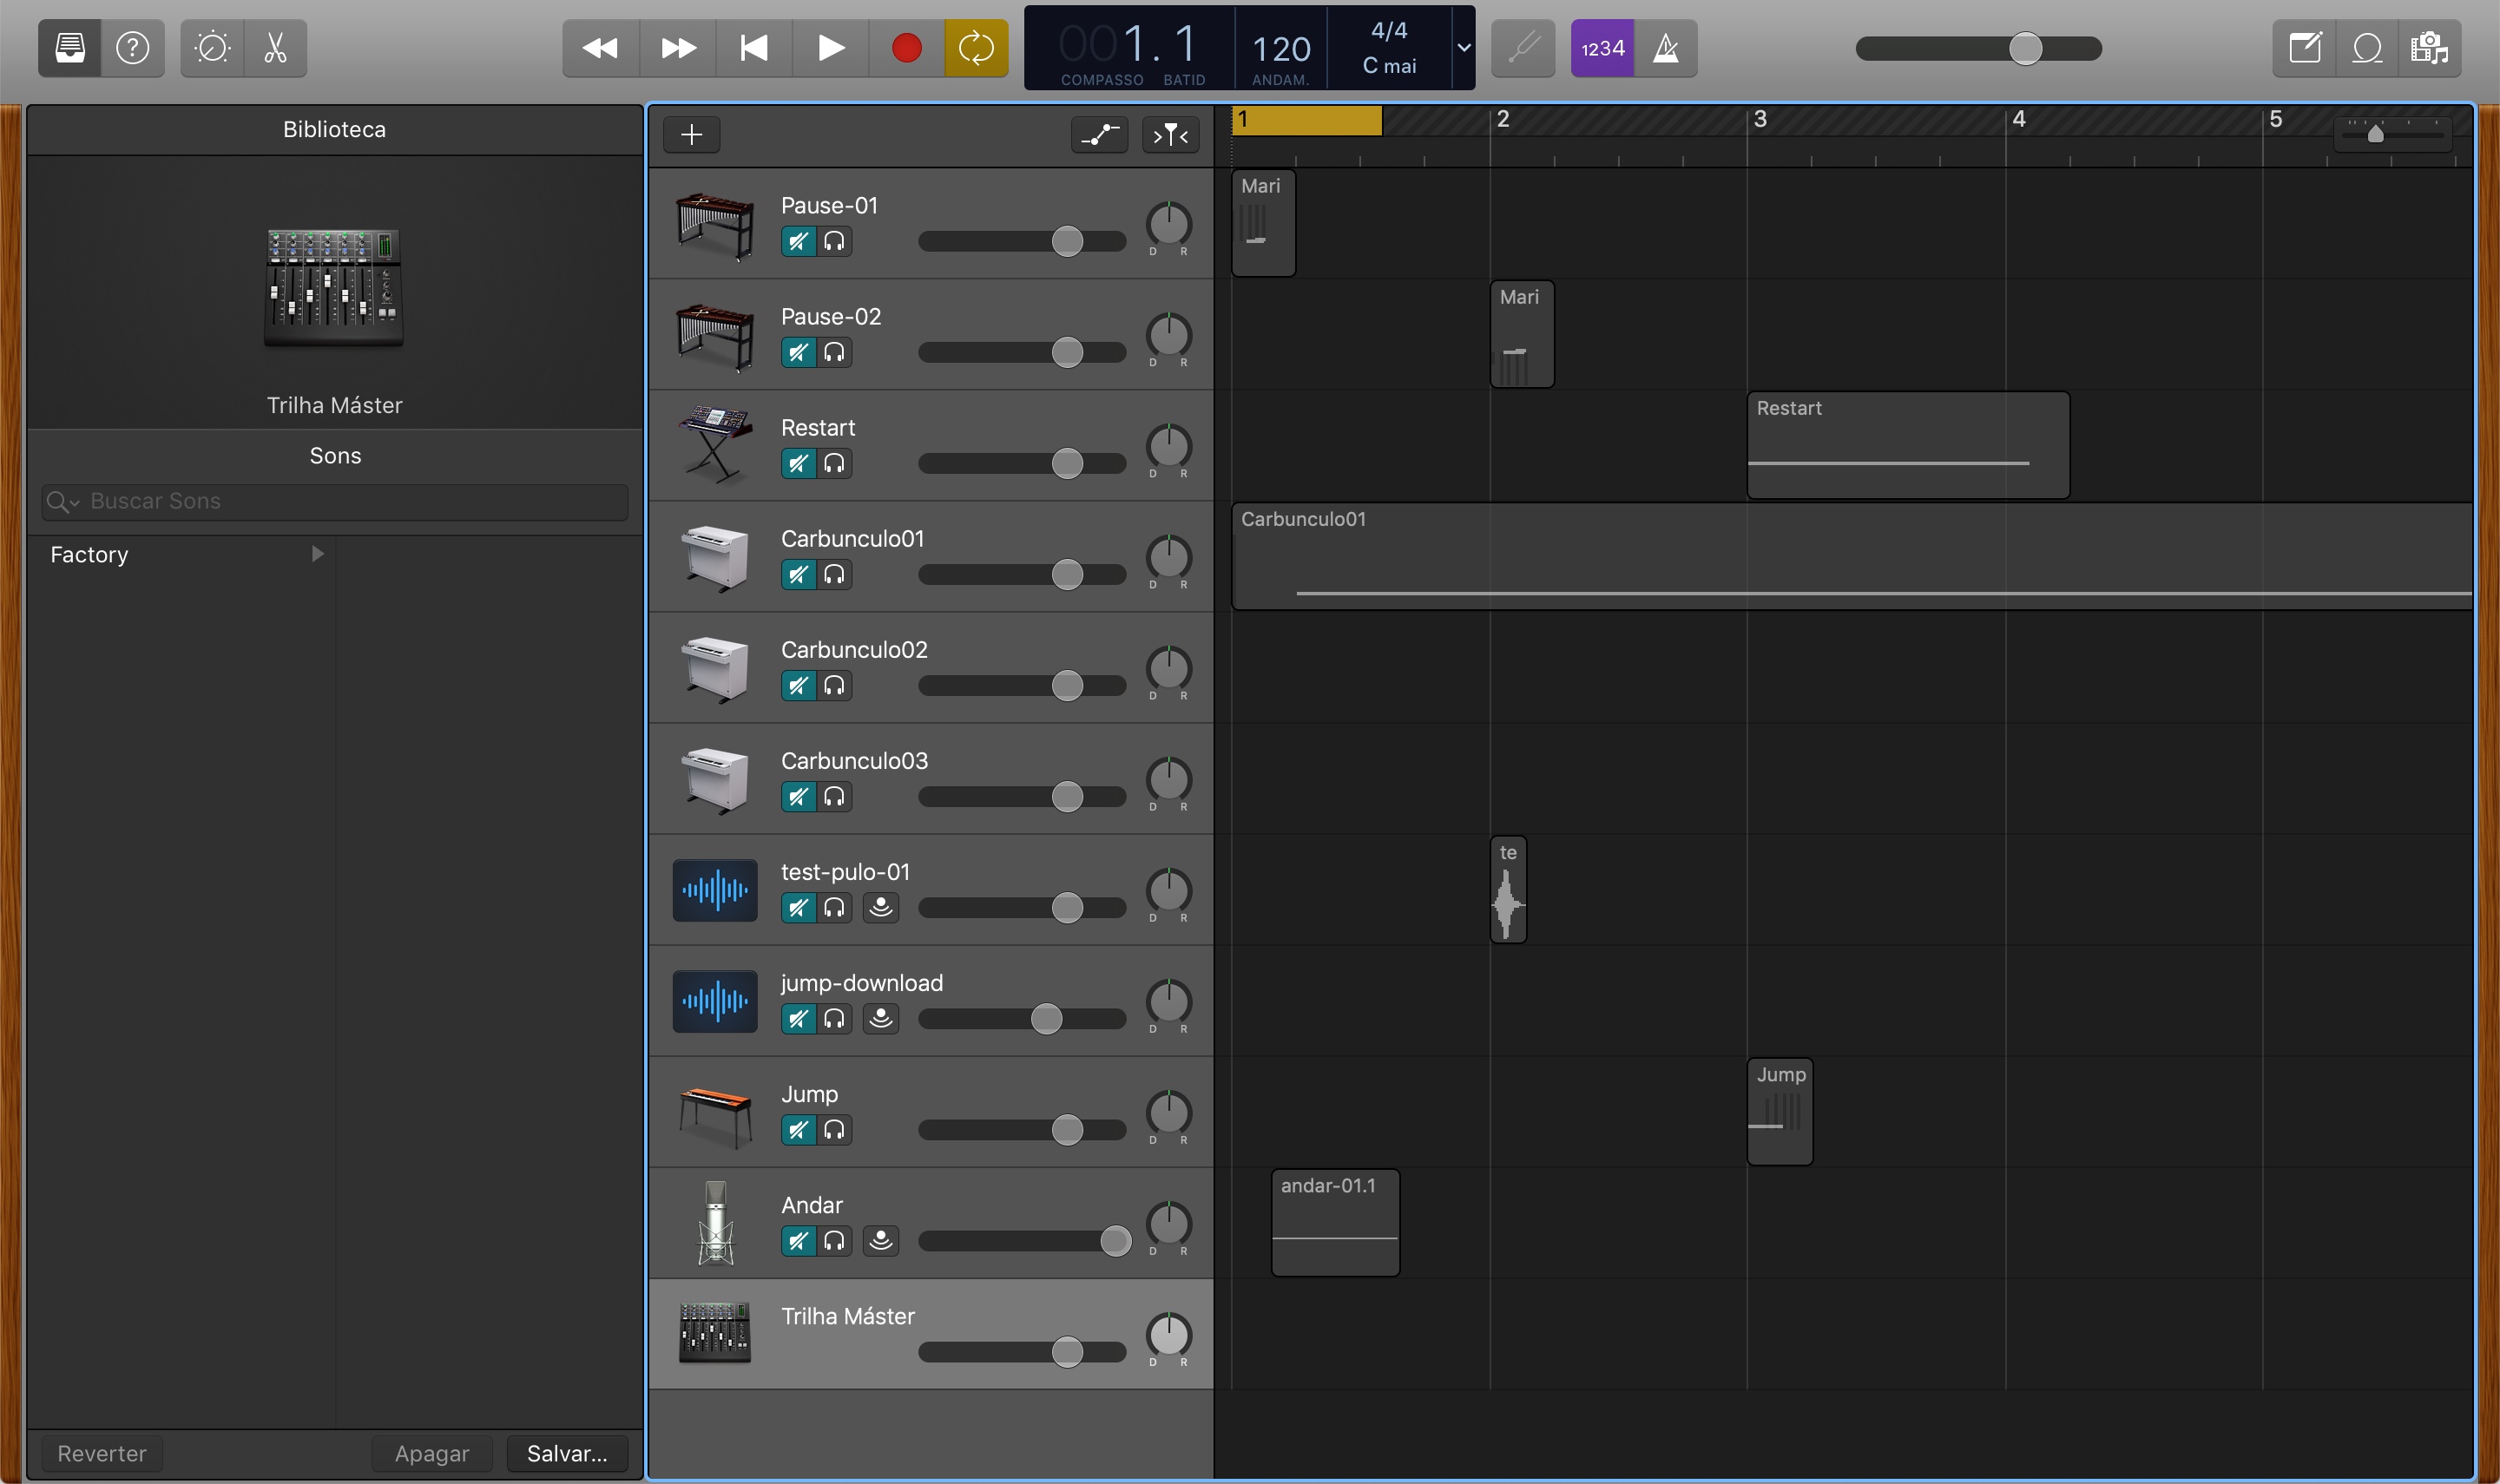 001. 1
COMPASSO BATID
120
ANDAM.
4/4
C mai
1234
Biblioteca
Trilha Máster
Sons
Buscar Sons
Factory
Reverter
Apagar
Salvar...
1 2 3 4 5
Pause-01
D R
Mari
Pause-02
D R
Mari
Restart
D R
Restart
Carbunculo01
D R
Carbunculo01
Carbunculo02
D R
Carbunculo03
D R
test-pulo-01
D R
te
jump-download
D R
Jump
D R
Jump
Andar
D R
andar-01.1
Trilha Máster
D R